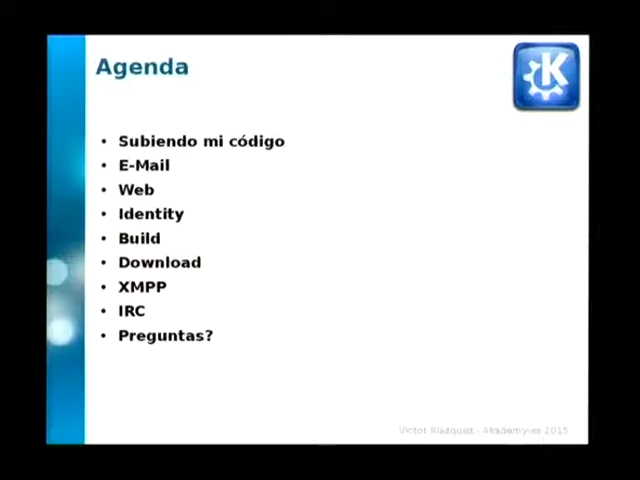 Agenda
K
• Subiendo mi código
• E-Mail
• Web
• Identity
• Build
• Download
• XMPP
• IRC
• Preguntas?
Victor Blazquez - Akademy-es 2015